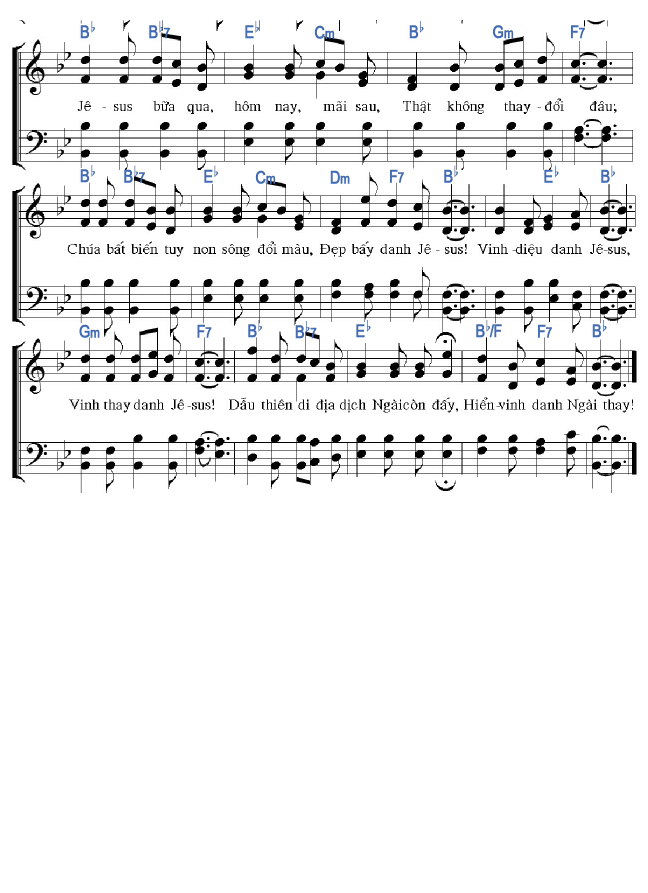 B♭ B♭7 E♭ Cm B♭ Gm F7
Jê - sus bữa qua, hôm nay, mãi sau, Thật không thay - đổi đâu;
B♭ B♭7 E♭ Cm Dm F7 B♭ E♭ B♭
Chúa bất biến tuy non sông đổi màu, Đẹp bấy danh Jê-sus! Vinh-diệu danh Jê-sus,
Gm F7 B♭ B♭7 E♭ B♭/F F7 B♭
Vinh thay danh Jê-sus! Dẫu thiên di địa dịch Ngài còn đấy, Hiển-vinh danh Ngài thay!